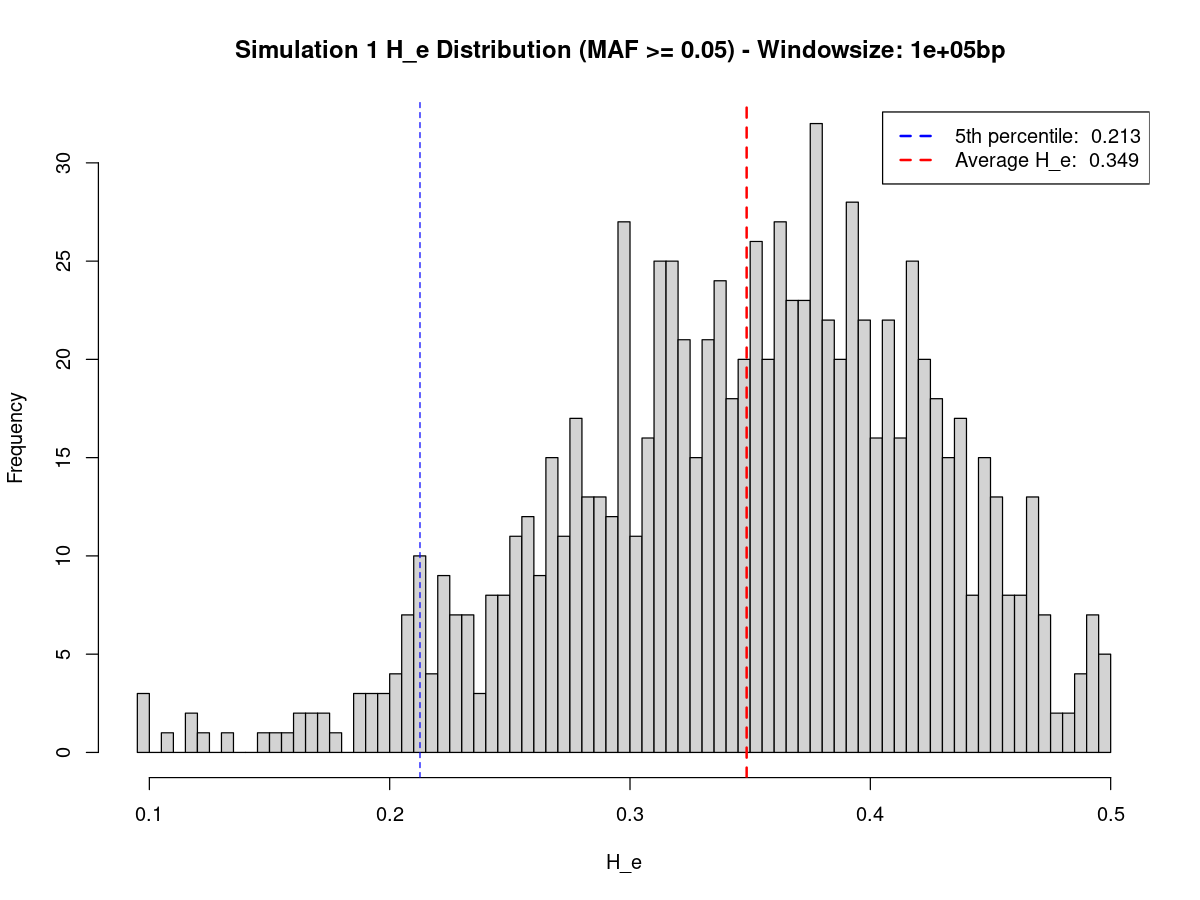 Simulation 1 H_e Distribution (MAF >= 0.05) - Windowsize: 1e+05bp
5th percentile:  0.213
Average H_e:  0.349
Frequency
30
25
20
15
10
5
0
0.1 0.2 0.3 0.4 0.5
H_e